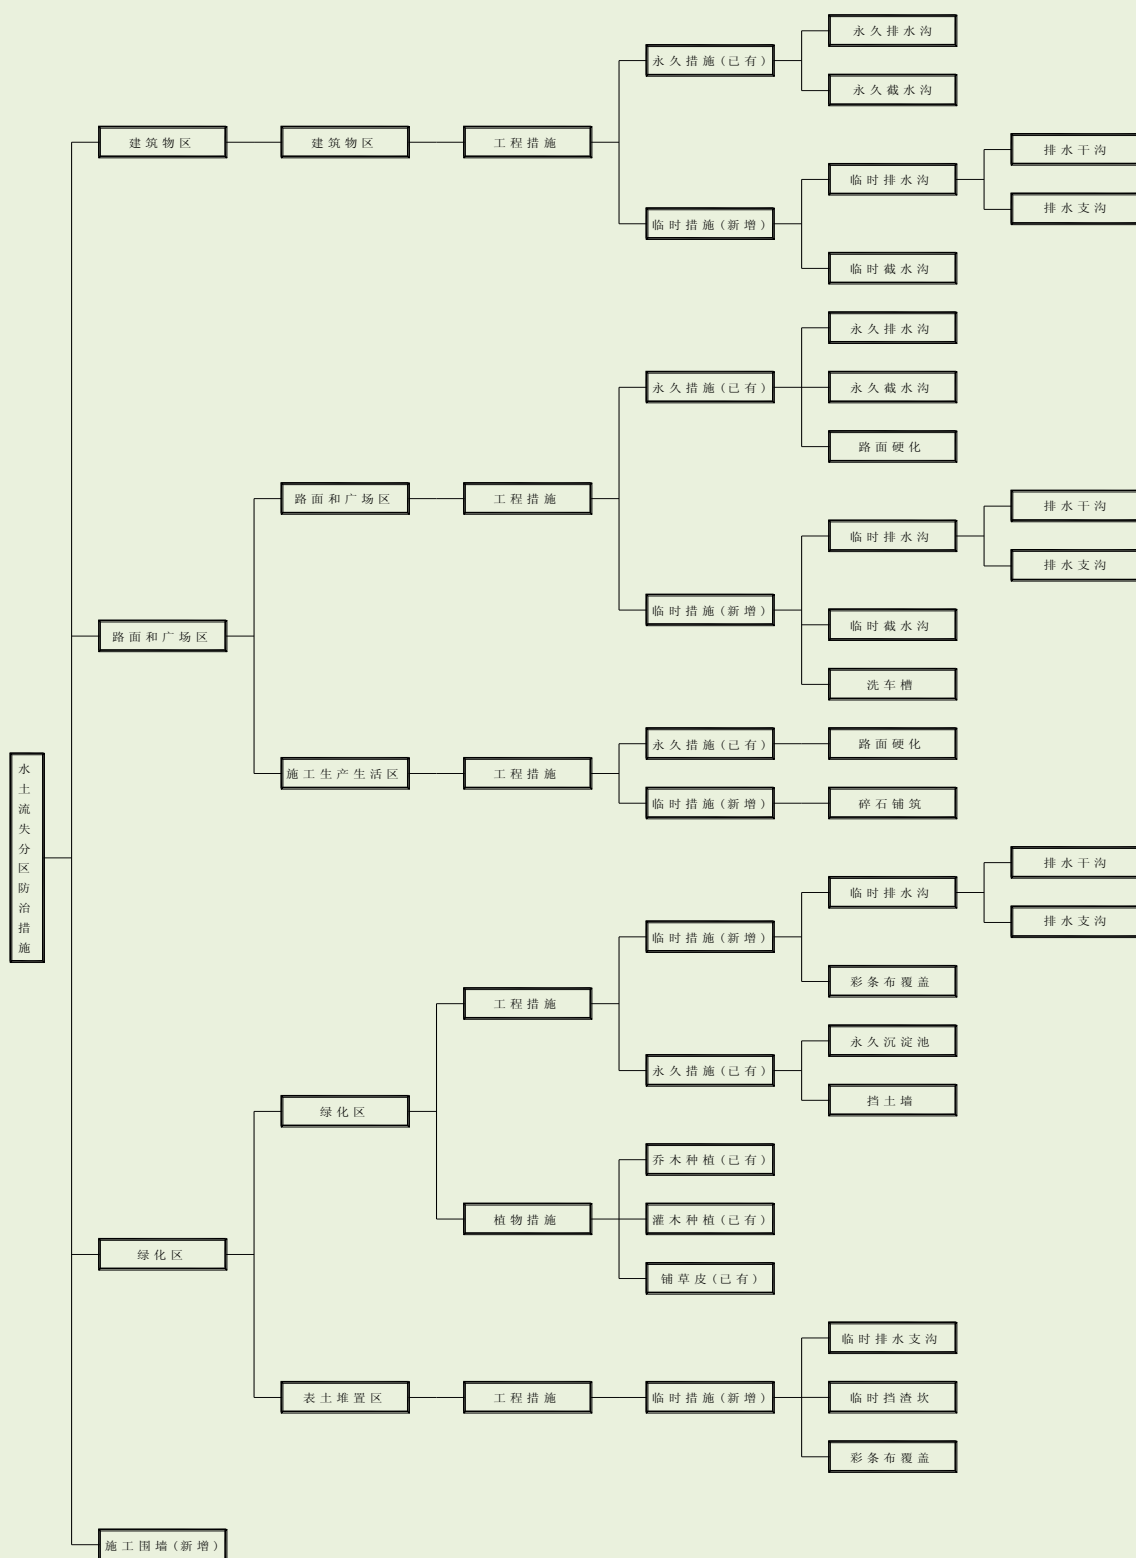 永久排水沟
永久措施(已有)
永久截水沟
建筑物区
建筑物区
工程措施
排水干沟
临时排水沟
排水支沟
临时措施(新增)
临时截水沟
永久排水沟
永久措施(已有)
永久截水沟
路面硬化
路面和广场区
工程措施
排水干沟
临时排水沟
排水支沟
临时措施(新增)
临时截水沟
路面和广场区
洗车槽
永久措施(已有)
路面硬化
施工生产生活区
工程措施
临时措施(新增)
碎石铺筑
水土流失分区防治措施
排水干沟
临时排水沟
排水支沟
临时措施(新增)
彩条布覆盖
工程措施
永久沉淀池
永久措施(已有)
挡土墙
绿化区
乔木种植(已有)
植物措施
灌木种植(已有)
绿化区
铺草皮(已有)
临时排水支沟
表土堆置区
工程措施
临时措施(新增)
临时挡渣坎
彩条布覆盖
施工围墙(新增)